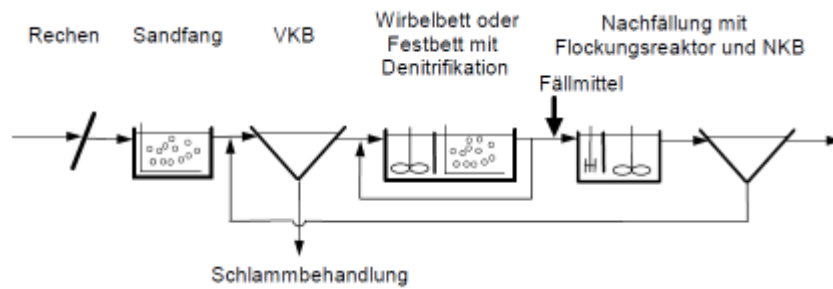 Rechen
Sandfang
VKB
Wirbelbett oder
Festbett mit
Denitrifikation
Nachfällung mit
Flockungsreaktor und NKB
Fällmittel
Schlammbehandlung